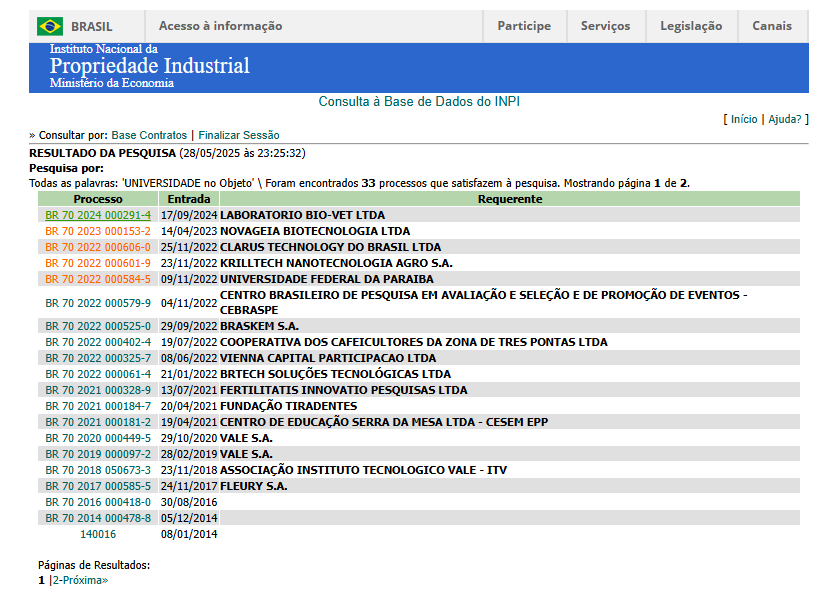 BRASIL Acesso à informação Participe Serviços Legislação Canais
Instituto Nacional da
Propriedade Industrial
Ministério da Economia
Consulta à Base de Dados do INPI
[ Início | Ajuda? ]
» Consultar por: Base Contratos | Finalizar Sessão
RESULTADO DA PESQUISA (28/05/2025 às 23:25:32)
Pesquisa por:
Todas as palavras: 'UNIVERSIDADE no Objeto' \ Foram encontrados 33 processos que satisfazem à pesquisa. Mostrando página 1 de 2.
Processo Entrada Requerente
BR 70 2024 000291-4 17/09/2024 LABORATORIO BIO-VET LTDA
BR 70 2023 000153-2 14/04/2023 NOVAGEIA BIOTECNOLOGIA LTDA
BR 70 2022 000606-0 25/11/2022 CLARUS TECHNOLOGY DO BRASIL LTDA
BR 70 2022 000601-9 23/11/2022 KRILLTECH NANOTECNOLOGIA AGRO S.A.
BR 70 2022 000584-5 09/11/2022 UNIVERSIDADE FEDERAL DA PARAIBA
BR 70 2022 000579-9 04/11/2022 CENTRO BRASILEIRO DE PESQUISA EM AVALIAÇÃO E SELEÇÃO E DE PROMOÇÃO DE EVENTOS -
CEBRASPE
BR 70 2022 000525-0 29/09/2022 BRASKEM S.A.
BR 70 2022 000402-4 19/07/2022 COOPERATIVA DOS CAFEICULTORES DA ZONA DE TRES PONTAS LTDA
BR 70 2022 000325-7 08/06/2022 VIENNA CAPITAL PARTICIPACAO LTDA
BR 70 2022 000061-4 21/01/2022 BRTECH SOLUÇÕES TECNOLÓGICAS LTDA
BR 70 2021 000328-9 13/07/2021 FERTILITATIS INNOVATIO PESQUISAS LTDA
BR 70 2021 000184-7 20/04/2021 FUNDAÇÃO TIRADENTES
BR 70 2021 000181-2 19/04/2021 CENTRO DE EDUCAÇÃO SERRA DA MESA LTDA - CESEM EPP
BR 70 2020 000449-5 29/10/2020 VALE S.A.
BR 70 2019 000097-2 28/02/2019 VALE S.A.
BR 70 2018 050673-3 23/11/2018 ASSOCIAÇÃO INSTITUTO TECNOLOGICO VALE - ITV
BR 70 2017 000585-5 24/11/2017 FLEURY S.A.
BR 70 2016 000418-0 30/08/2016
BR 70 2014 000478-8 05/12/2014
140016 08/01/2014
Páginas de Resultados:
1 |2-Próxima»